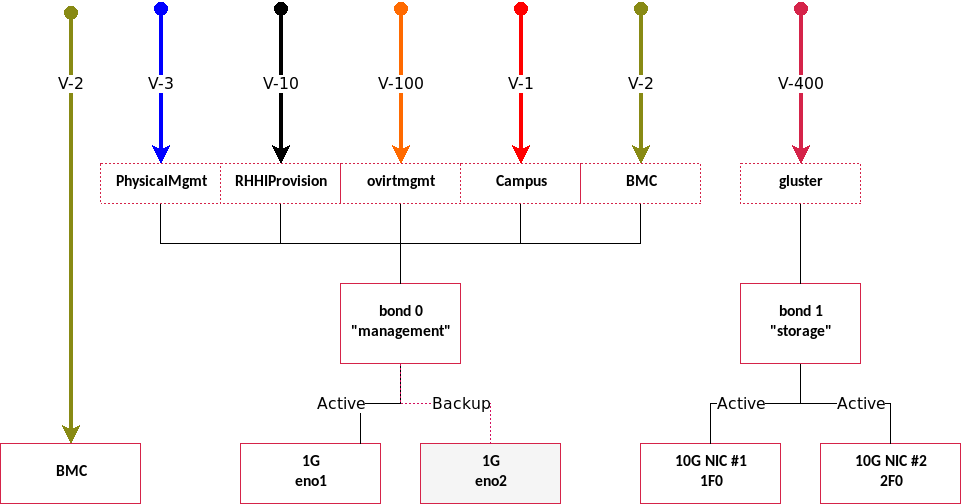 V-2
V-3
V-10
V-100
V-1
V-2
V-400
PhysicalMgmt
RHHIProvision
ovirtmgmt
Campus
BMC
gluster
bond 0
"management"
bond 1
"storage"
Active
Backup
Active
Active
BMC
1G
eno1
1G
eno2
10G NIC #1
1F0
10G NIC #2
2F0